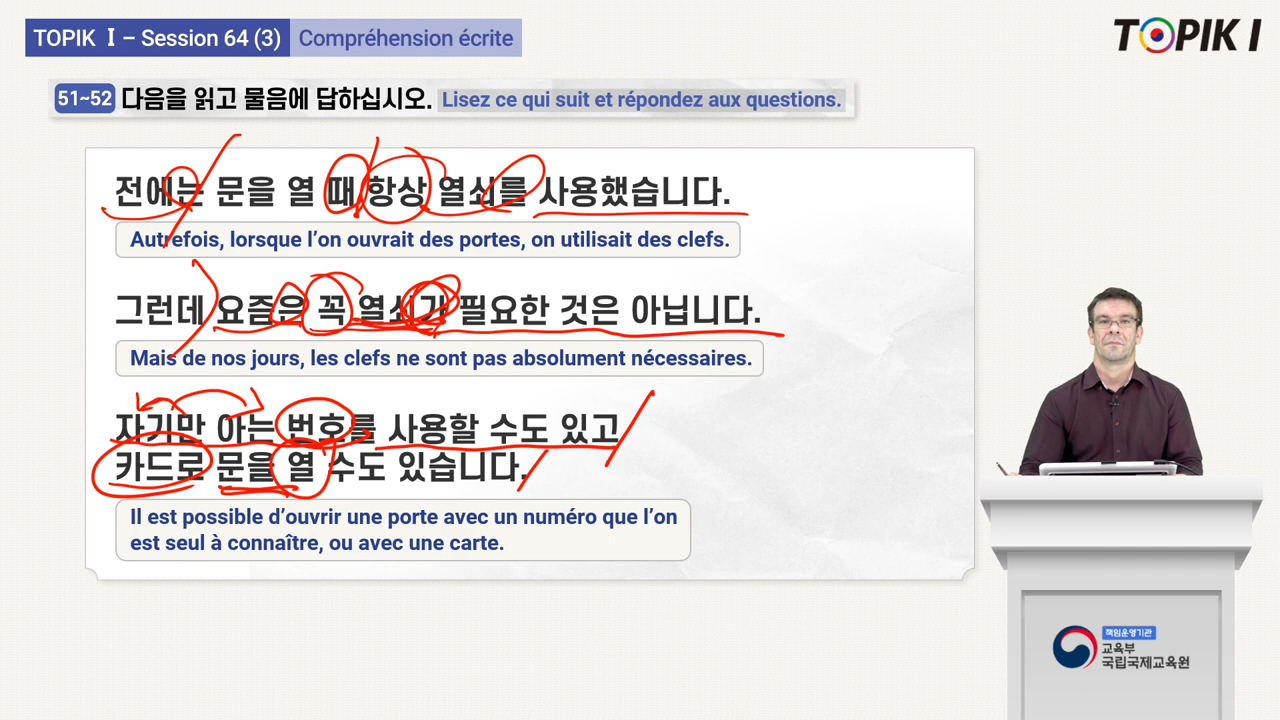 TOPIK I – Session 64 (3) Compréhension écrite
TOPIK I
51~52 다음을 읽고 물음에 답하십시오. Lisez ce qui suit et répondez aux questions.
전에는 문을 열 때 항상 열쇠를 사용했습니다.
Autrefois, lorsque l’on ouvrait des portes, on utilisait des clefs.
그런데 요즘은 꼭 열쇠가 필요한 것은 아닙니다.
Mais de nos jours, les clefs ne sont pas absolument nécessaires.
자기만 아는 번호를 사용할 수도 있고
카드로 문을 열 수도 있습니다.
Il est possible d’ouvrir une porte avec un numéro que l’on
est seul à connaître, ou avec une carte.
책임운영기관
교육부
국립국제교육원